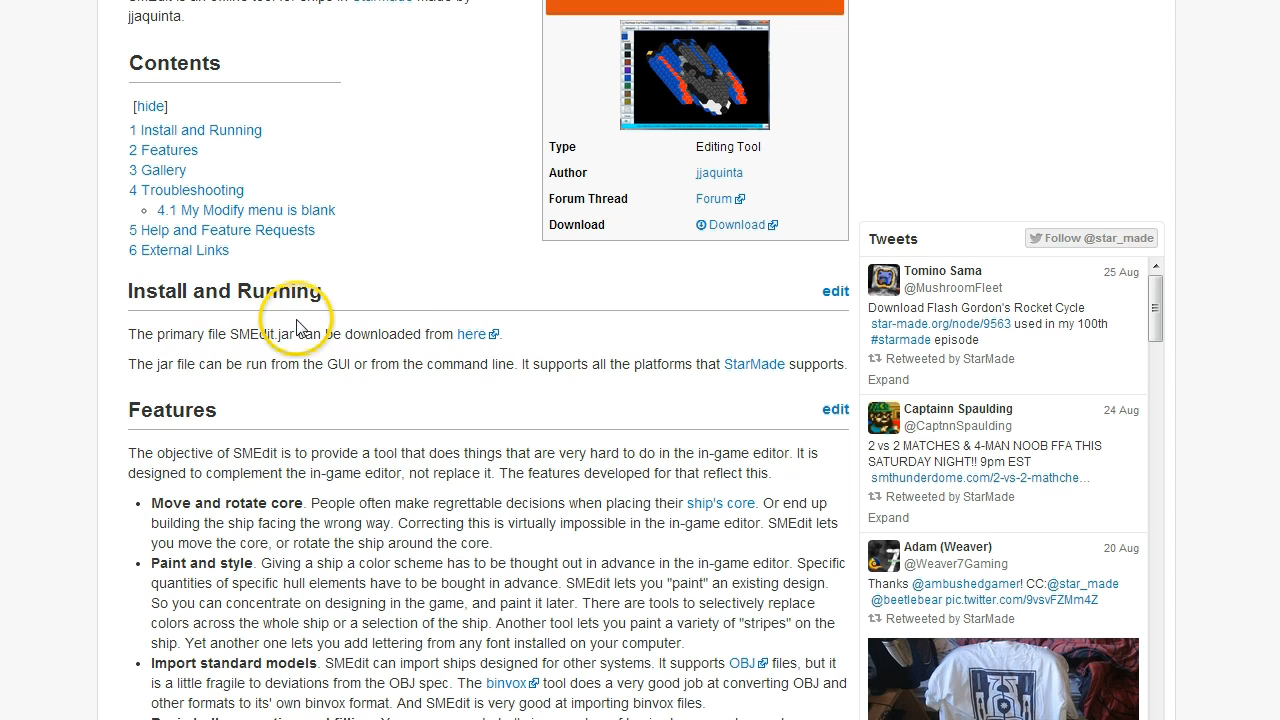 SMEdit is an offline tool for ships in StarMade made by
jjaquinta.
Contents
[hide]
1 Install and Running
2 Features
3 Gallery
4 Troubleshooting
4.1 My Modify menu is blank
5 Help and Feature Requests
6 External Links
Type Editing Tool
Author jjaquinta
Forum Thread Forum
Download Download
Install and Running edit
The primary file SMEdit.jar can be downloaded from here.
The jar file can be run from the GUI or from the command line. It supports all the platforms that StarMade supports.
Features edit
The objective of SMEdit is to provide a tool that does things that are very hard to do in the in-game editor. It is
designed to complement the in-game editor, not replace it. The features developed for that reflect this.
• Move and rotate core. People often make regrettable decisions when placing their ship's core. Or end up
building the ship facing the wrong way. Correcting this is virtually impossible in the in-game editor. SMEdit lets
you move the core, or rotate the ship around the core.
• Paint and style. Giving a ship a color scheme has to be thought out in advance in the in-game editor. Specific
quantities of specific hull elements have to be bought in advance. SMEdit lets you "paint" an existing design.
So you can concentrate on designing in the game, and paint it later. There are tools to selectively replace
colors across the whole ship or a selection of the ship. Another tool lets you paint a variety of "stripes" on the
ship. Yet another one lets you add lettering from any font installed on your computer.
• Import standard models. SMEdit can import ships designed for other systems. It supports OBJ files, but it
is a little fragile to deviations from the OBJ spec. The binvox tool does a very good job at converting OBJ and
other formats to its' own binvox format. And SMEdit is very good at importing binvox files.
Tweets Follow @star_made
Tomino Sama 25 Aug
@MushroomFleet
Download Flash Gordon's Rocket Cycle
star-made.org/node/9563 used in my 100th
#starmade episode
Retweeted by StarMade
Expand
Captainn Spaulding 24 Aug
@CaptnnSpaulding
2 vs 2 MATCHES & 4-MAN NOOB FFA THIS
SATURDAY NIGHT!! 9pm EST
smthunderdome.com/2-vs-2-mathche…
Retweeted by StarMade
Expand
Adam (Weaver) 20 Aug
@Weaver7Gaming
Thanks @ambushedgamer! CC:@star_made
@beetlebear pic.twitter.com/9vsvFZMm4Z
Retweeted by StarMade